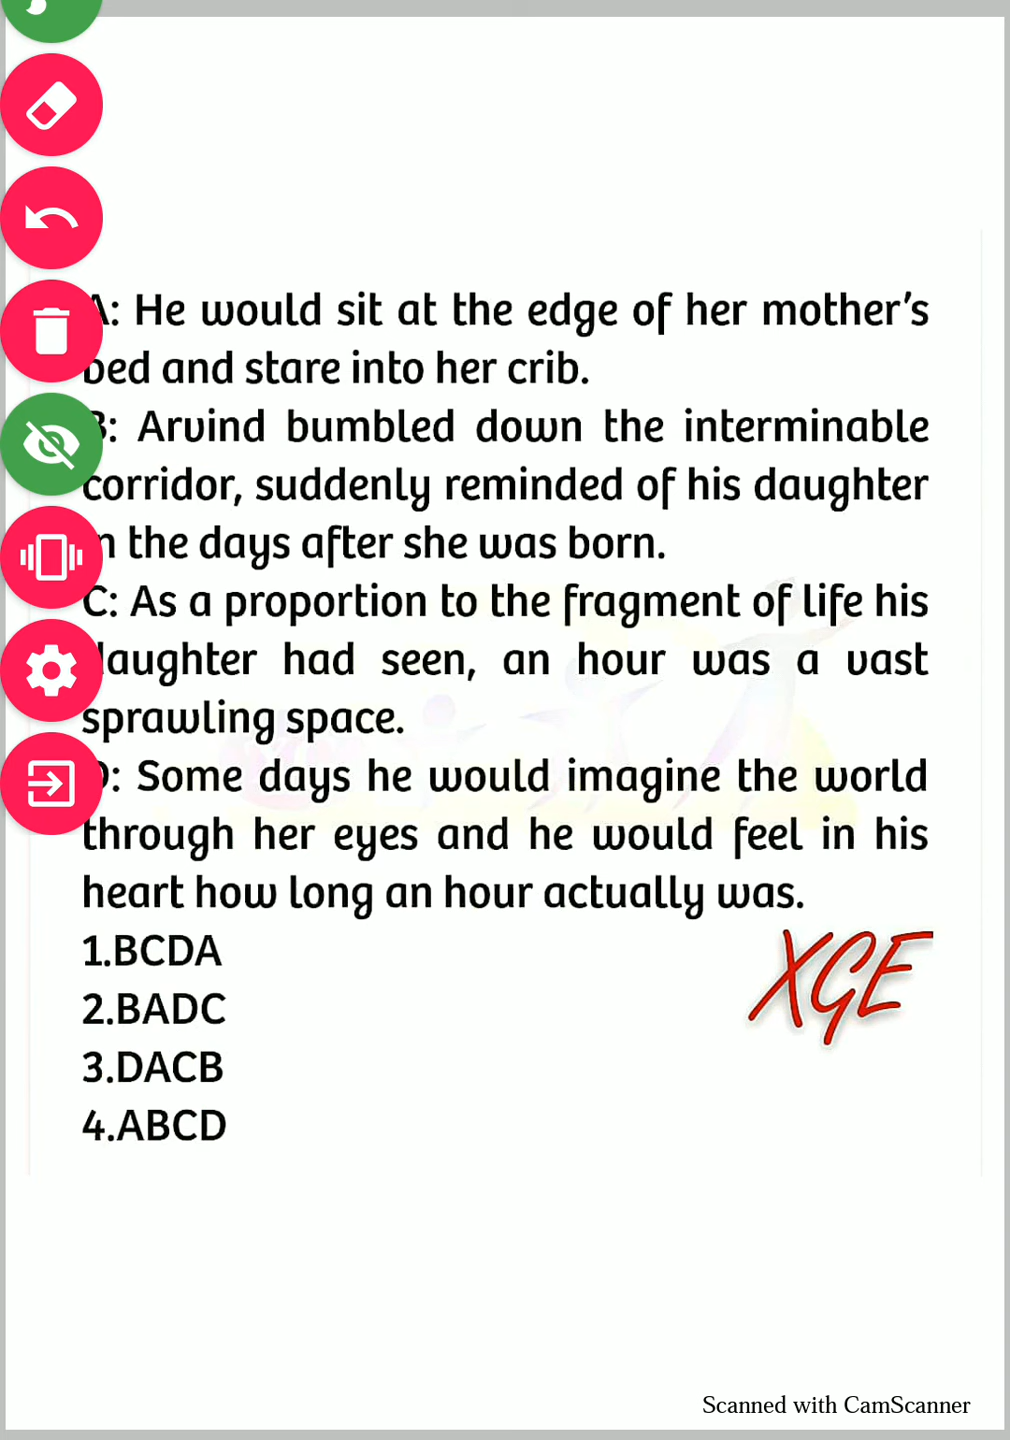 A: He would sit at the edge of her mother's
bed and stare into her crib.
B: Arvind bumbled down the interminable
corridor, suddenly reminded of his daughter
in the days after she was born.
C: As a proportion to the fragment of life his
daughter had seen, an hour was a vast
sprawling space.
D: Some days he would imagine the world
through her eyes and he would feel in his
heart how long an hour actually was.
1.BCDA
2.BADC
3.DACB
4.ABCD
XGE
Scanned with CamScanner